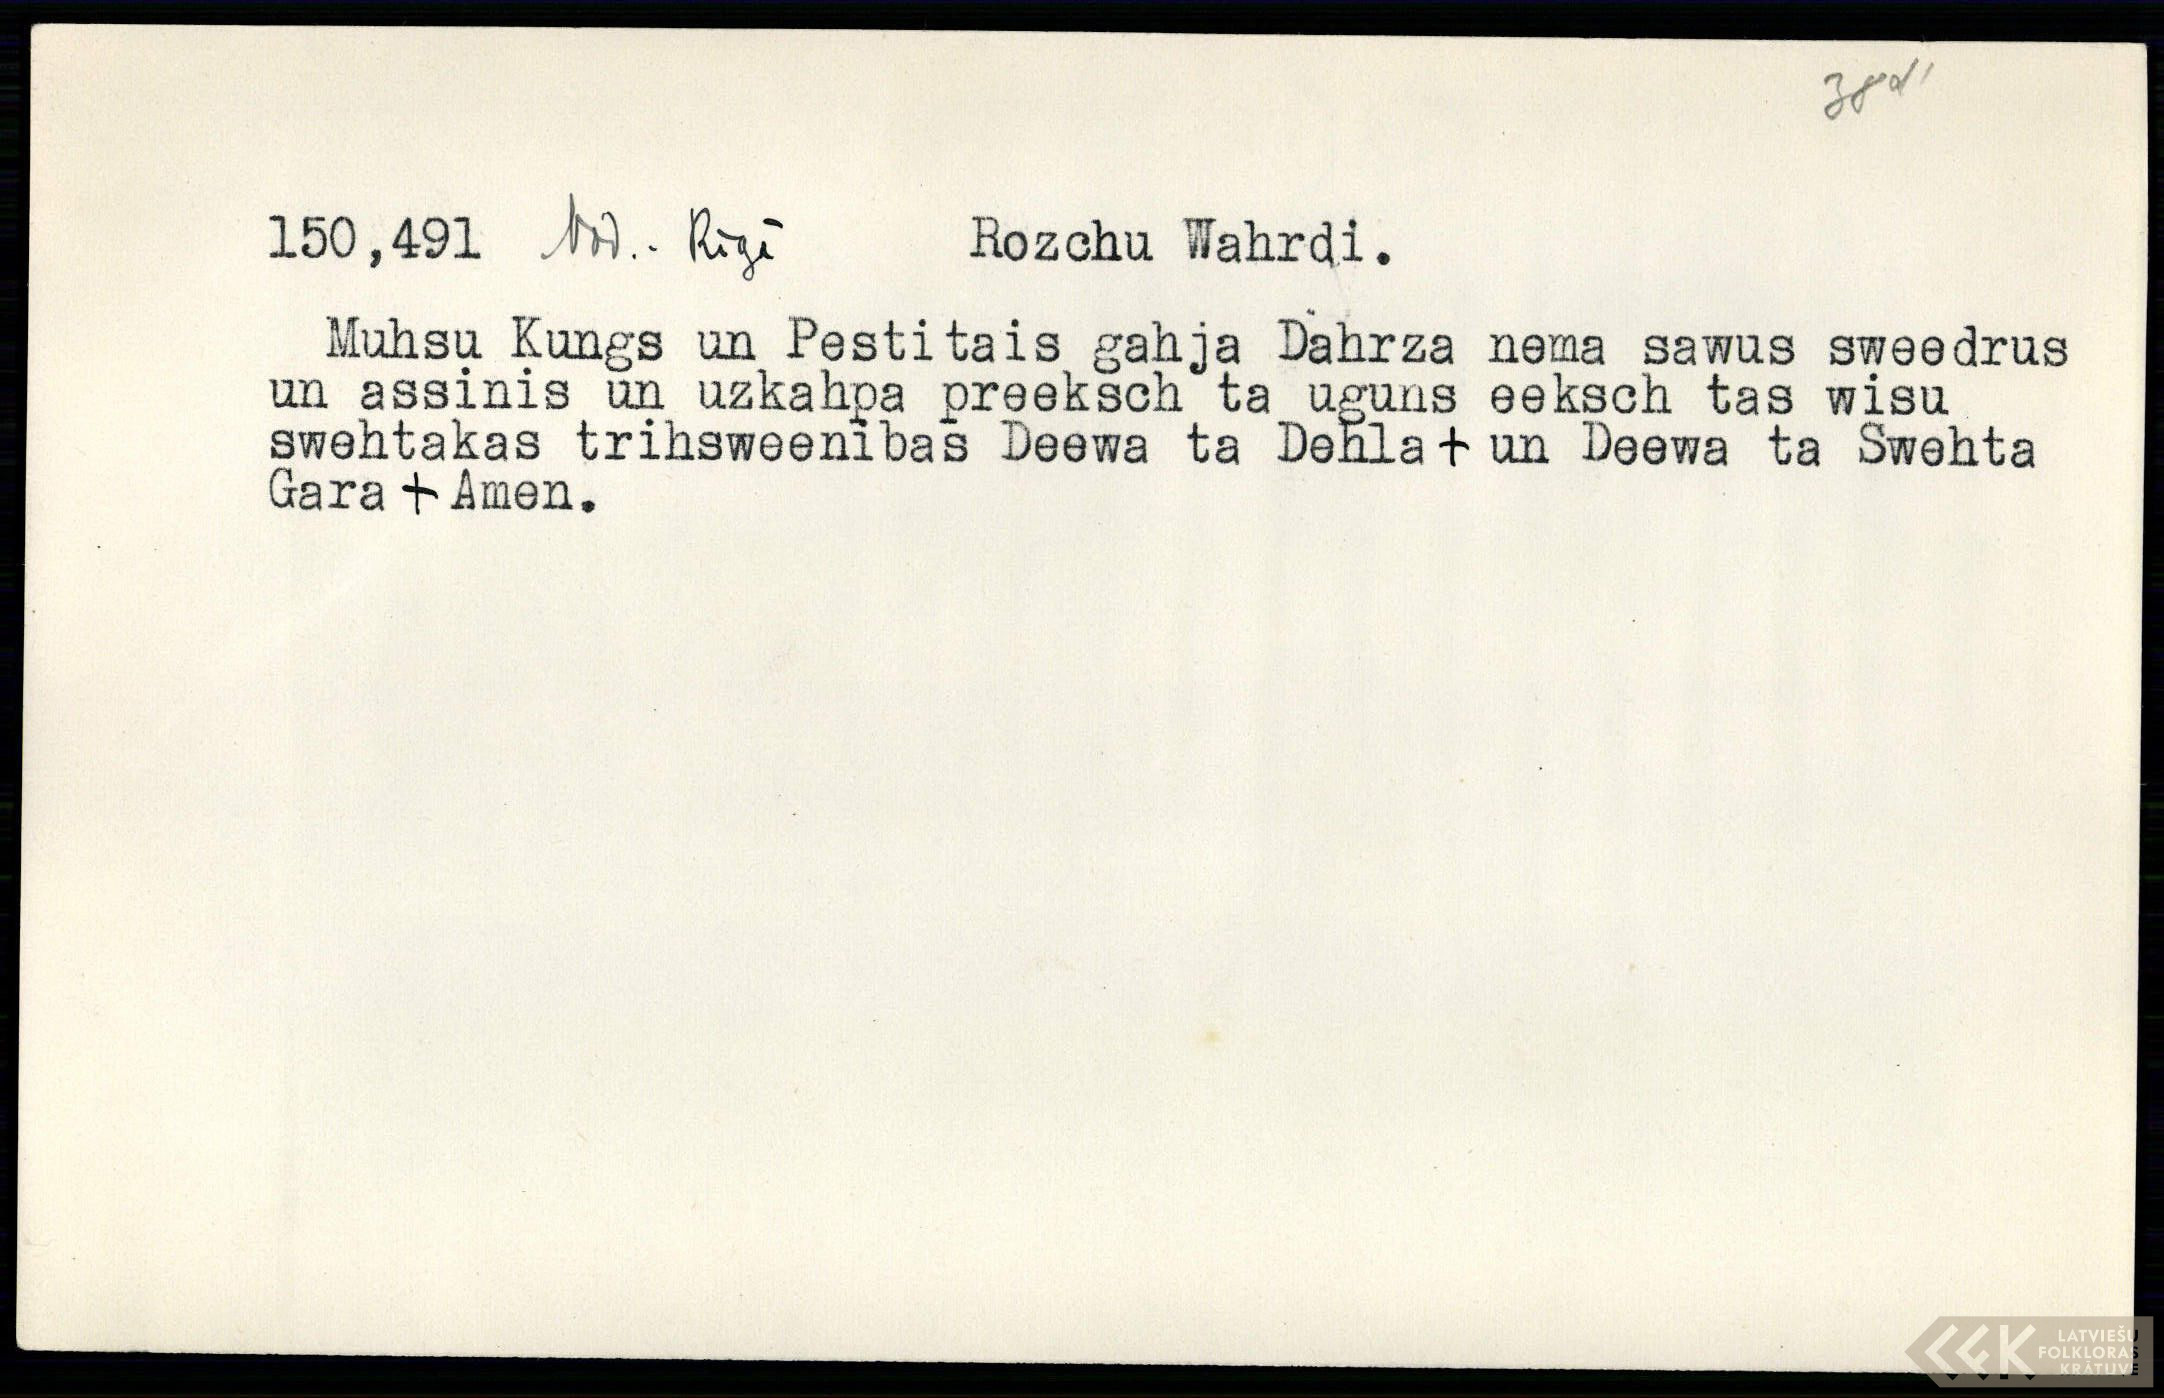 150,491 Rīgā Rozchu Wahrdi.
Muhsu Kungs un Pestitais gahja Dahrza nema sawus sweedrus
un assinis un uzkahpa preeksch ta uguns eeksch tas wisu
swehtakas trihsweenibas Deewa ta Dehla + un Deewa ta Swehta
Gara + Amen.
LATVIEŠU
FOLKLORAS
KRĀTUVE